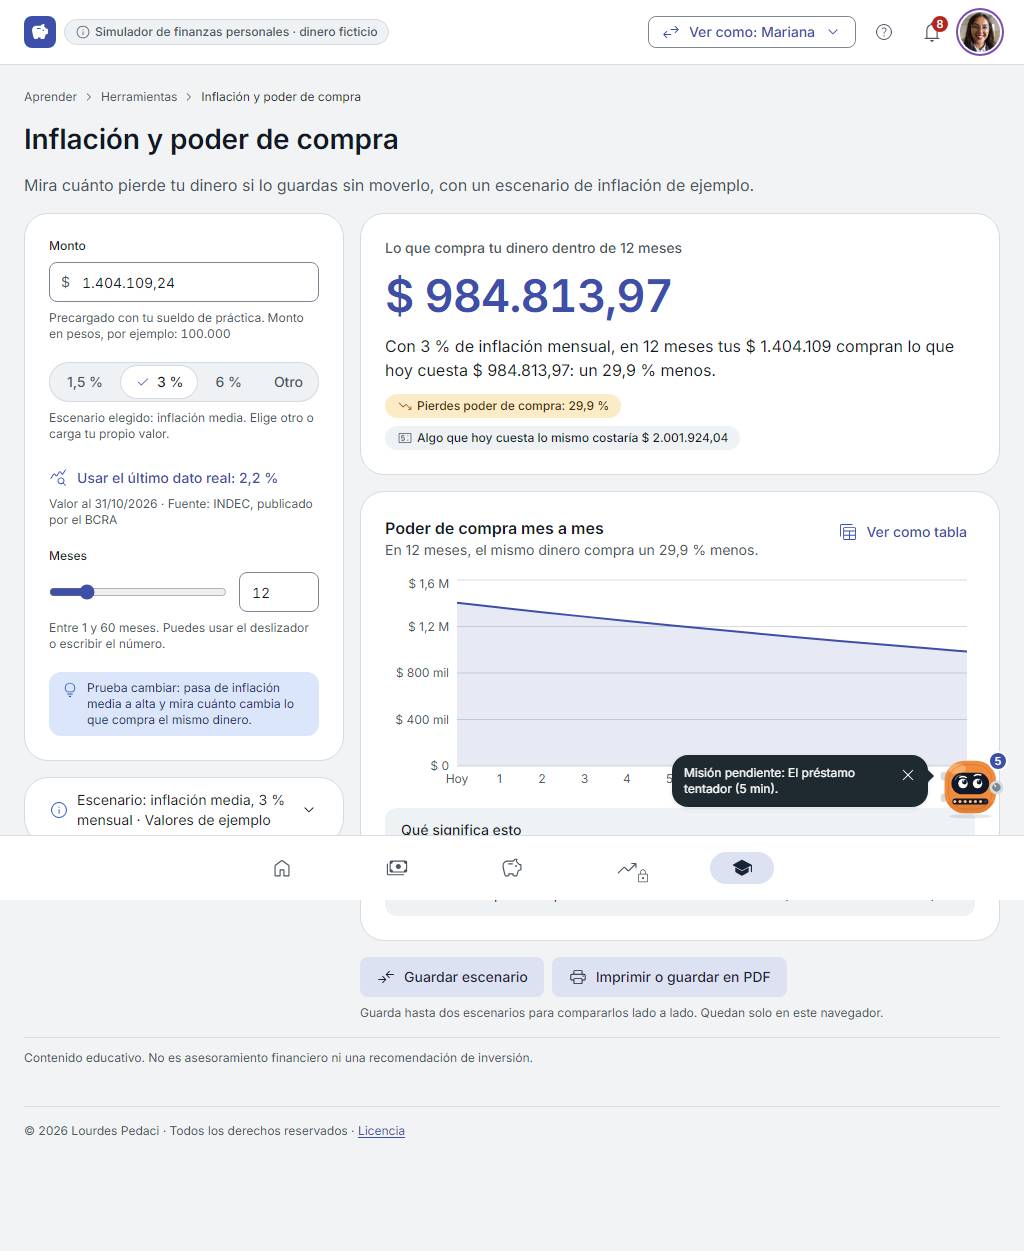 Simulador de finanzas personales · dinero ficticio
Ver como: Mariana
8
Aprender > Herramientas > Inflación y poder de compra
Inflación y poder de compra
Mira cuánto pierde tu dinero si lo guardas sin moverlo, con un escenario de inflación de ejemplo.
Monto
$ 1.404.109,24
Precargado con tu sueldo de práctica. Monto
en pesos, por ejemplo: 100.000
1,5 % 3 % 6 % Otro
Escenario elegido: inflación media. Elige otro o
carga tu propio valor.
Usar el último dato real: 2,2 %
Valor al 31/10/2026 · Fuente: INDEC, publicado
por el BCRA
Meses
12
Entre 1 y 60 meses. Puedes usar el deslizador
o escribir el número.
Prueba cambiar: pasa de inflación
media a alta y mira cuánto cambia lo
que compra el mismo dinero.
Escenario: inflación media, 3 %
mensual · Valores de ejemplo
Lo que compra tu dinero dentro de 12 meses
$ 984.813,97
Con 3 % de inflación mensual, en 12 meses tus $ 1.404.109 compran lo que
hoy cuesta $ 984.813,97: un 29,9 % menos.
Pierdes poder de compra: 29,9 %
Algo que hoy cuesta lo mismo costaría $ 2.001.924,04
Poder de compra mes a mes
En 12 meses, el mismo dinero compra un 29,9 % menos.
Ver como tabla
$ 1,6 M
$ 1,2 M
$ 800 mil
$ 400 mil
$ 0
Hoy 1 2 3 4 5
Misión pendiente: El préstamo
tentador (5 min).
5
Qué significa esto
Guardar escenario
Imprimir o guardar en PDF
Guarda hasta dos escenarios para compararlos lado a lado. Quedan solo en este navegador.
Contenido educativo. No es asesoramiento financiero ni una recomendación de inversión.
© 2026 Lourdes Pedaci · Todos los derechos reservados · Licencia